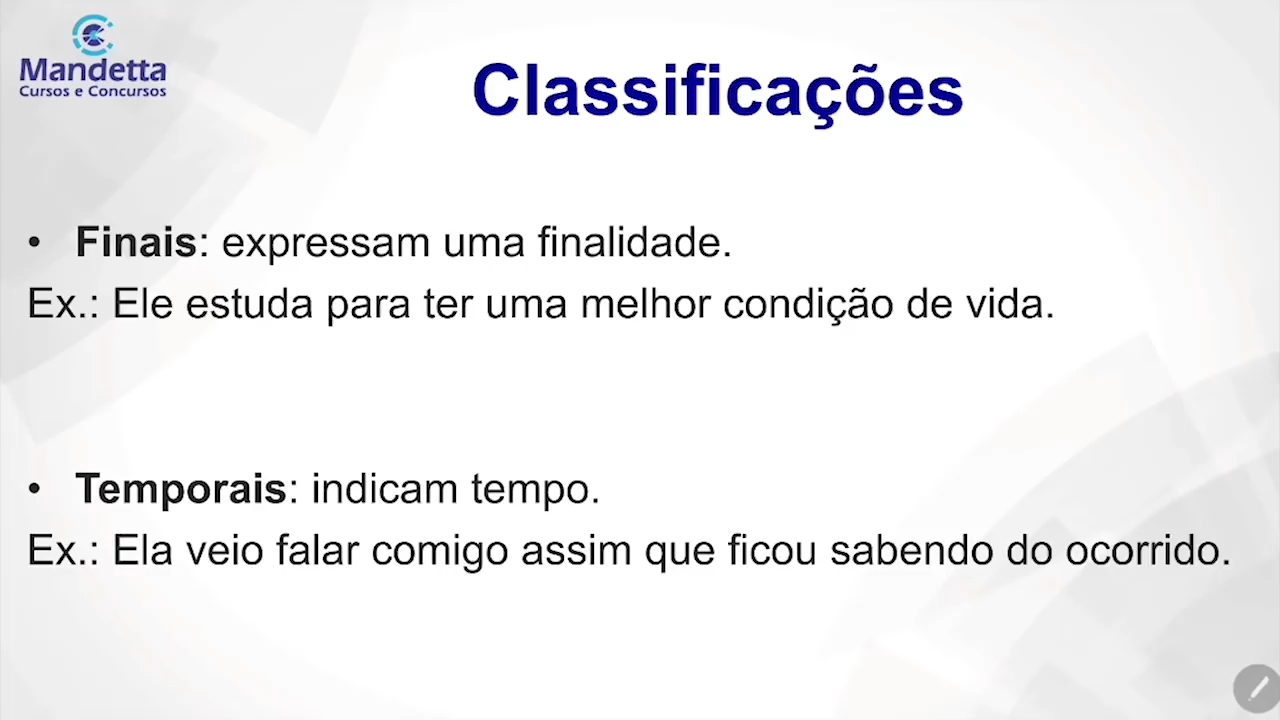 Mandetta
Cursos e Concursos
Classificações
• Finais: expressam uma finalidade.
Ex.: Ele estuda para ter uma melhor condição de vida.
• Temporais: indicam tempo.
Ex.: Ela veio falar comigo assim que ficou sabendo do ocorrido.